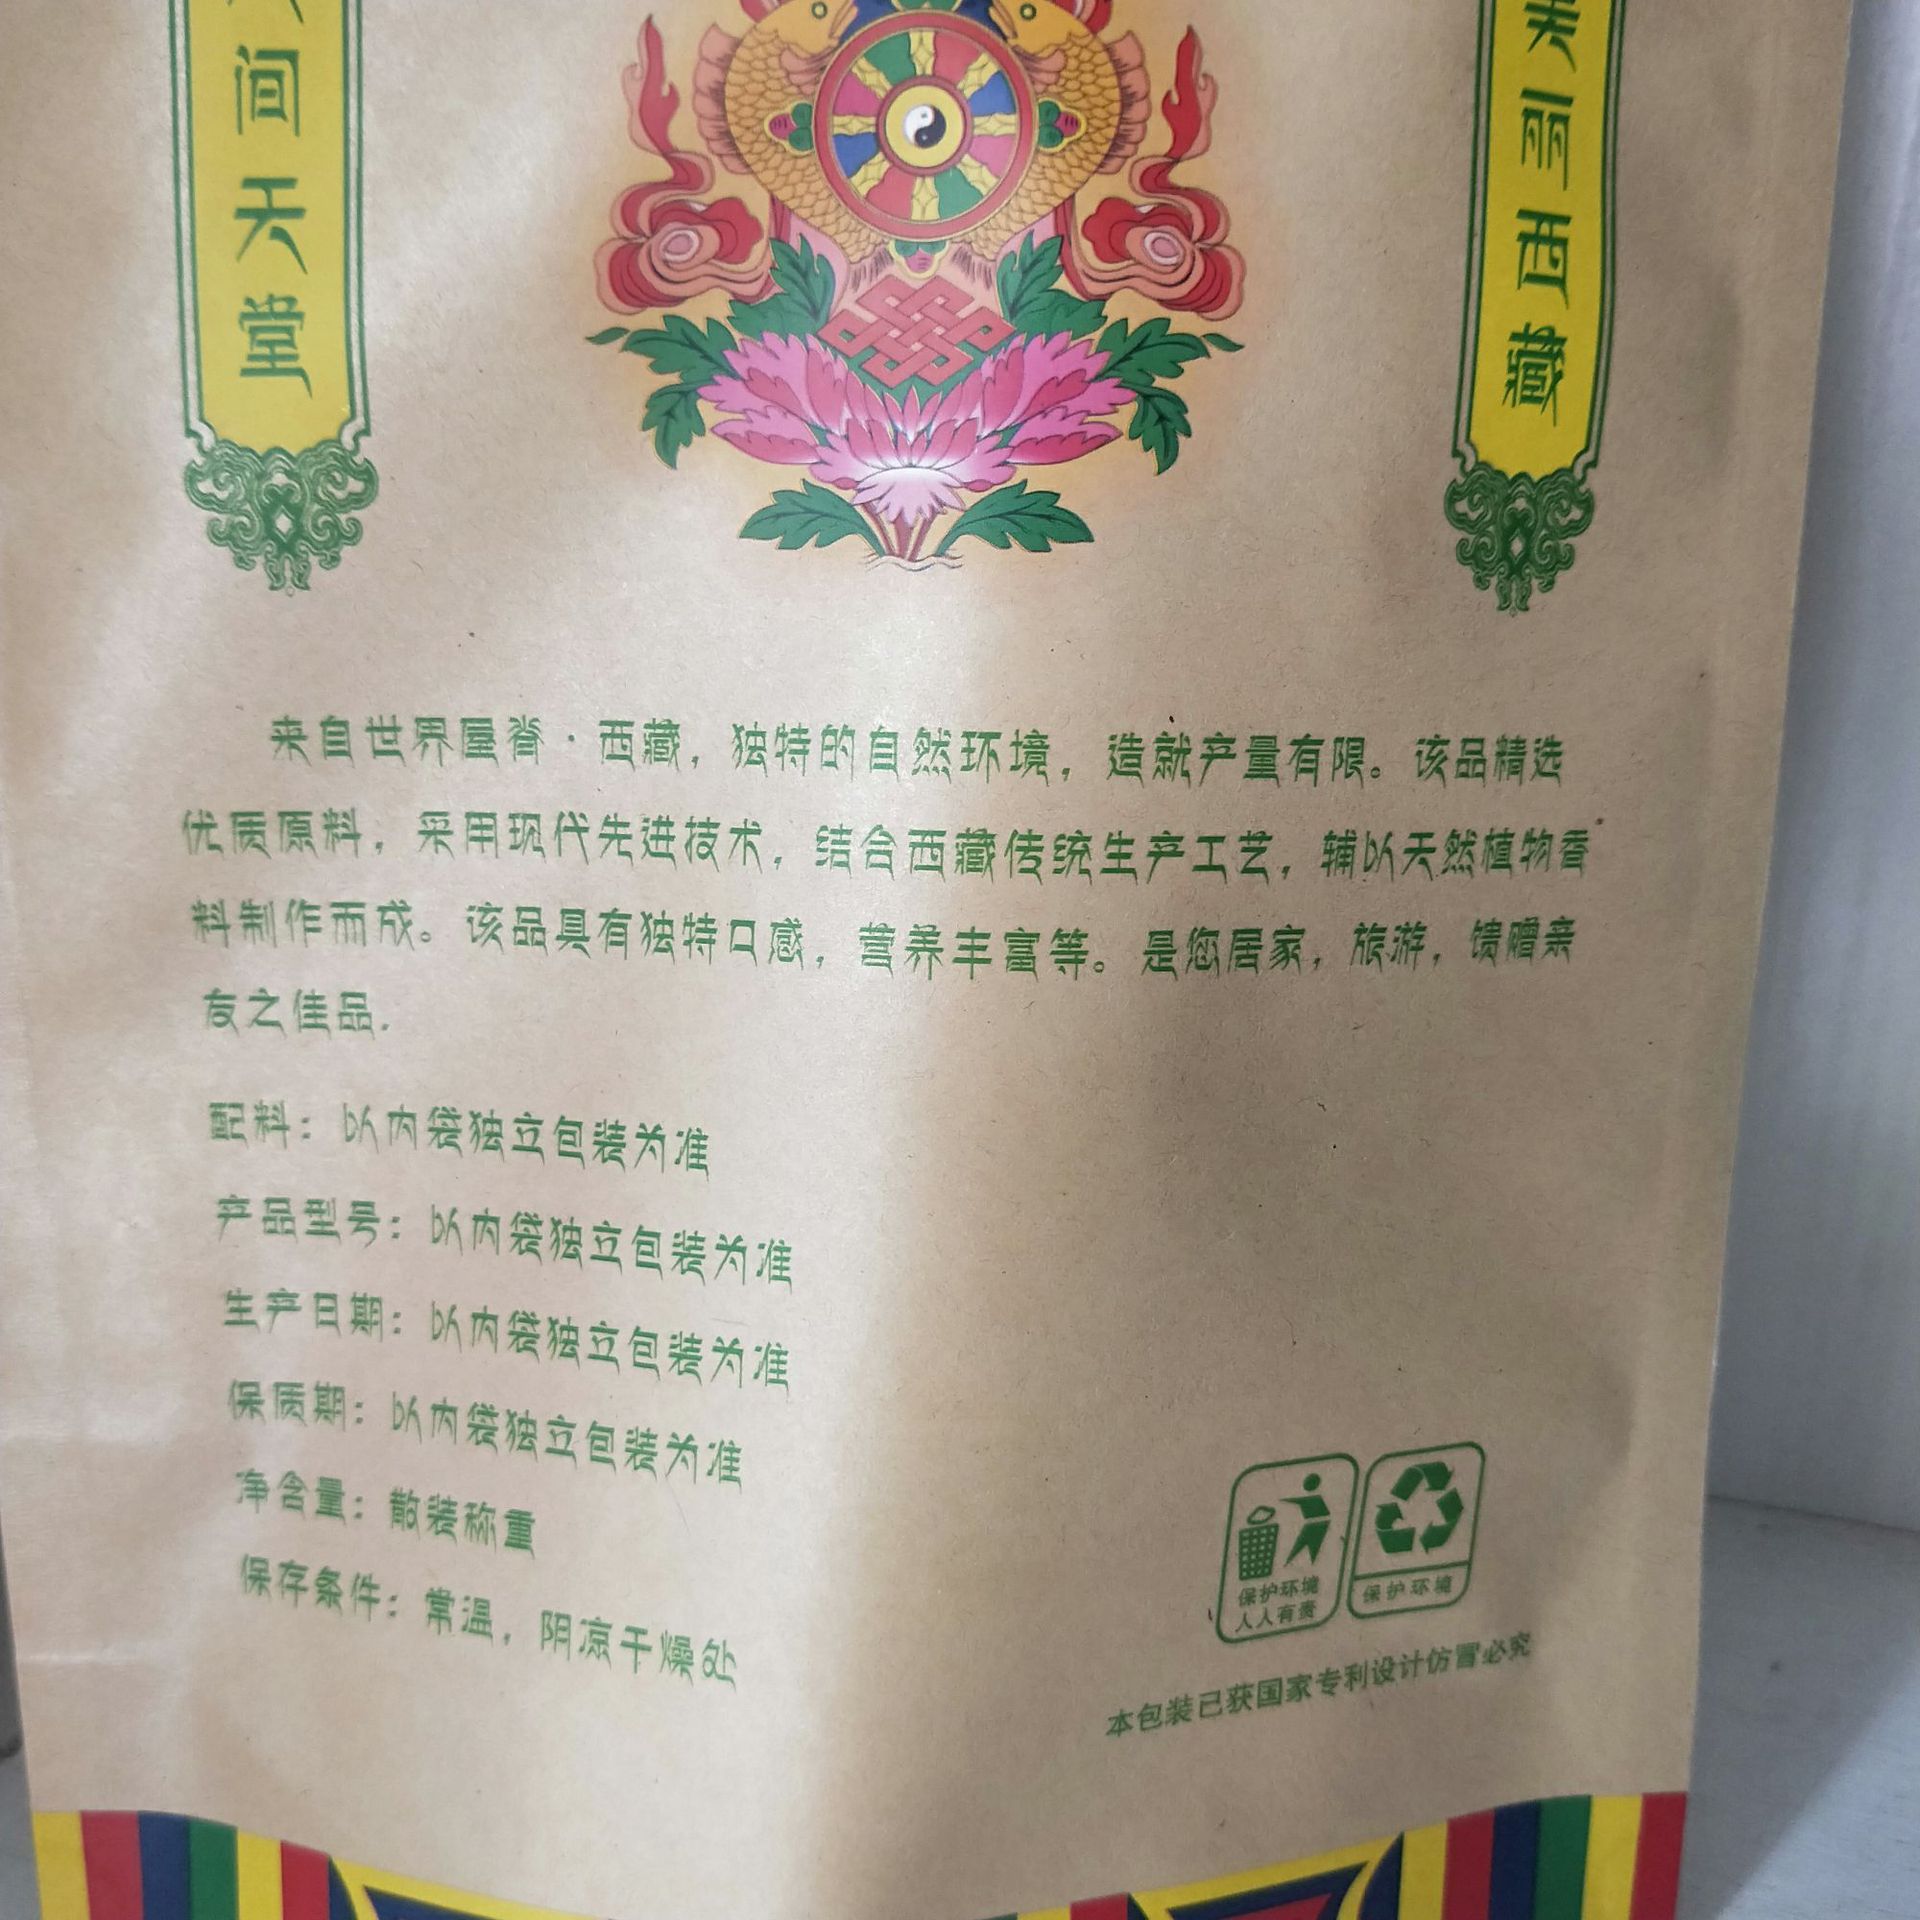 间天堂
丽西藏
来自世界屋脊·西藏，独特的自然环境，造就产量有限。该品精选
优质原料，采用现代先进技术，结合西藏传统生产工艺，辅以天然植物香
料制作而成。该品具有独特口感，营养丰富等。是您居家，旅游，馈赠亲
友之佳品.
配料：以内袋独立包装为准
产品型号：以内袋独立包装为准
生产日期：以内袋独立包装为准
保质期：以内袋独立包装为准
净含量：散装称重
保存条件：常温，阴凉干燥处
保护环境
人人有责
保护环境
本包装已获国家专利设计仿冒必究